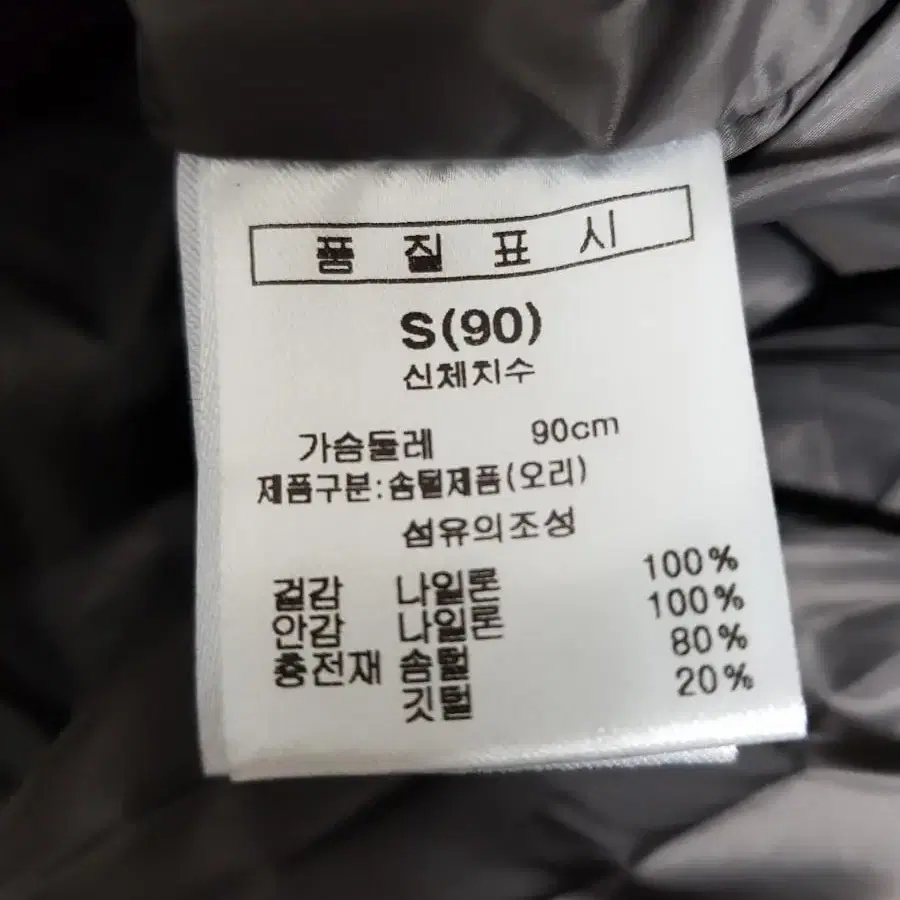 품 질 표 시
S(90)
신체치수
가슴둘레 90cm
제품구분:솜털제품(오리)
섬유의조성
겉감 나일론 100%
안감 나일론 100%
충전재 솜털 80%
깃털 20%